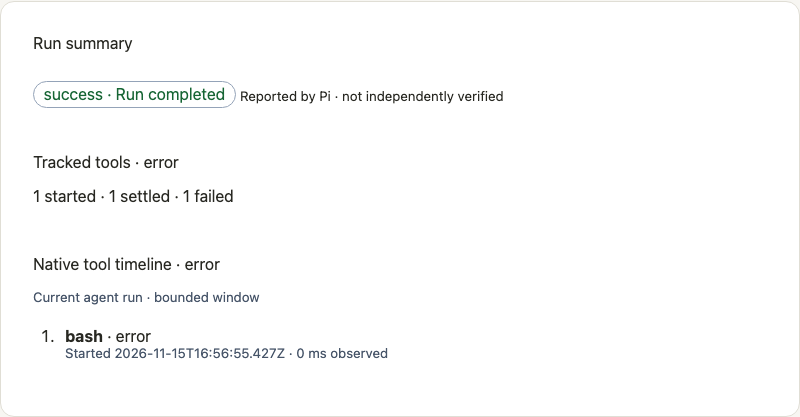 Run summary
success · Run completed Reported by Pi · not independently verified
Tracked tools · error
1 started · 1 settled · 1 failed
Native tool timeline · error
Current agent run · bounded window
1. bash · error
Started 2026-11-15T16:56:55.427Z · 0 ms observed